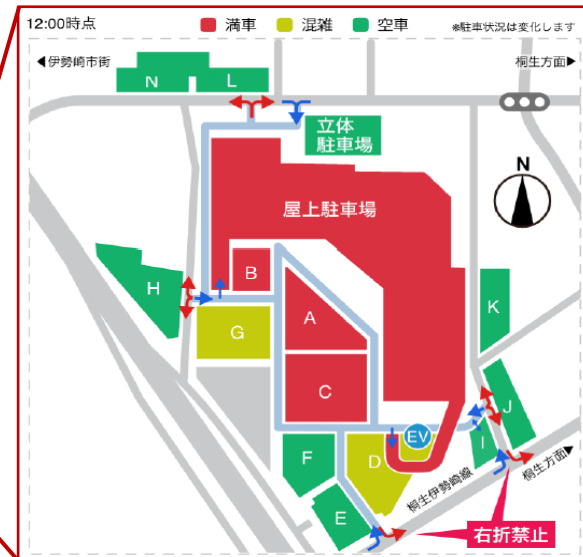 12:00時点 満車 混雑 空車 *駐車状況は変化します
◀伊勢崎市街 桐生方面▶
N L
立体
駐車場
N
屋上駐車場
B
H
A
K
G
C
J
EV
I
F
D
桐生伊勢崎線 桐生方面▶
E
右折禁止